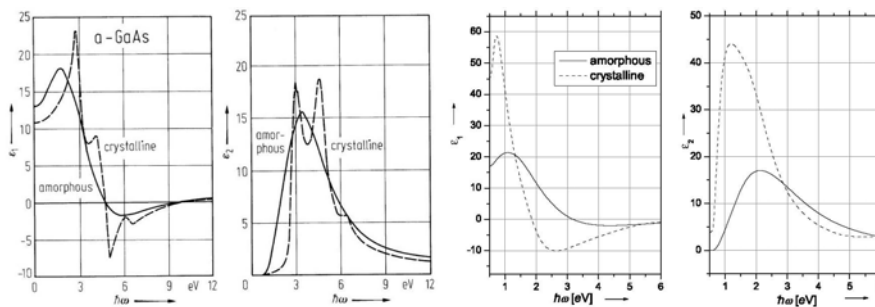 a-GaAs
ε₁
25
20
15
10
5
0
-5
-10
0
3
6
9
eV
12
ħω
amorphous
crystalline
ε₂
25
20
15
10
5
0
3
6
9
eV
12
ħω
amor-
phous
crystalline
ε₁
60
50
40
30
20
10
0
-10
1
2
3
4
5
6
ħω [eV]
amorphous
crystalline
ε₂
50
40
30
20
10
0
1
2
3
4
5
ħω [eV]